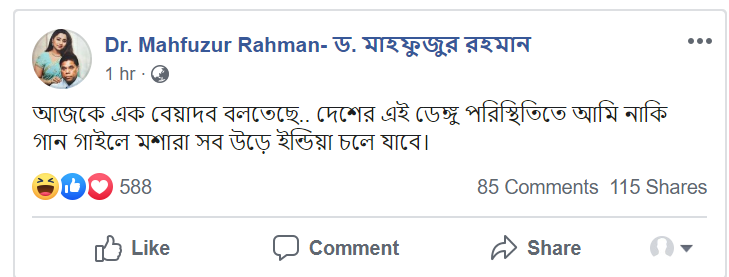 Dr. Mahfuzur Rahman- ড. মাহফুজুর রহমান
1 hr ·
আজকে এক বেয়াদব বলতেছে.. দেশের এই ডেঙ্গু পরিস্থিতিতে আমি নাকি
গান গাইলে মশারা সব উড়ে ইন্ডিয়া চলে যাবে।
588 85 Comments 115 Shares
Like Comment Share